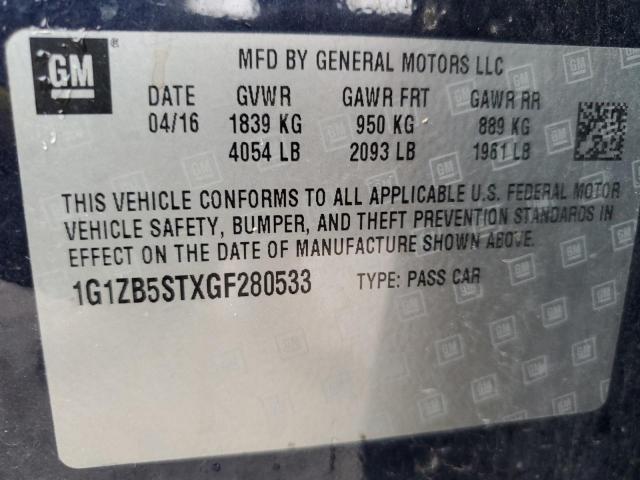 GM ®
MFD BY GENERAL MOTORS LLC
DATE GVWR GAWR FRT GAWR RR
04/16 1839 KG 950 KG 889 KG
4054 LB 2093 LB 1961 LB
THIS VEHICLE CONFORMS TO ALL APPLICABLE U.S. FEDERAL MOTOR
VEHICLE SAFETY, BUMPER, AND THEFT PREVENTION STANDARDS IN
EFFECT ON THE DATE OF MANUFACTURE SHOWN ABOVE.
1G1ZB5STXGF280533 TYPE: PASS CAR